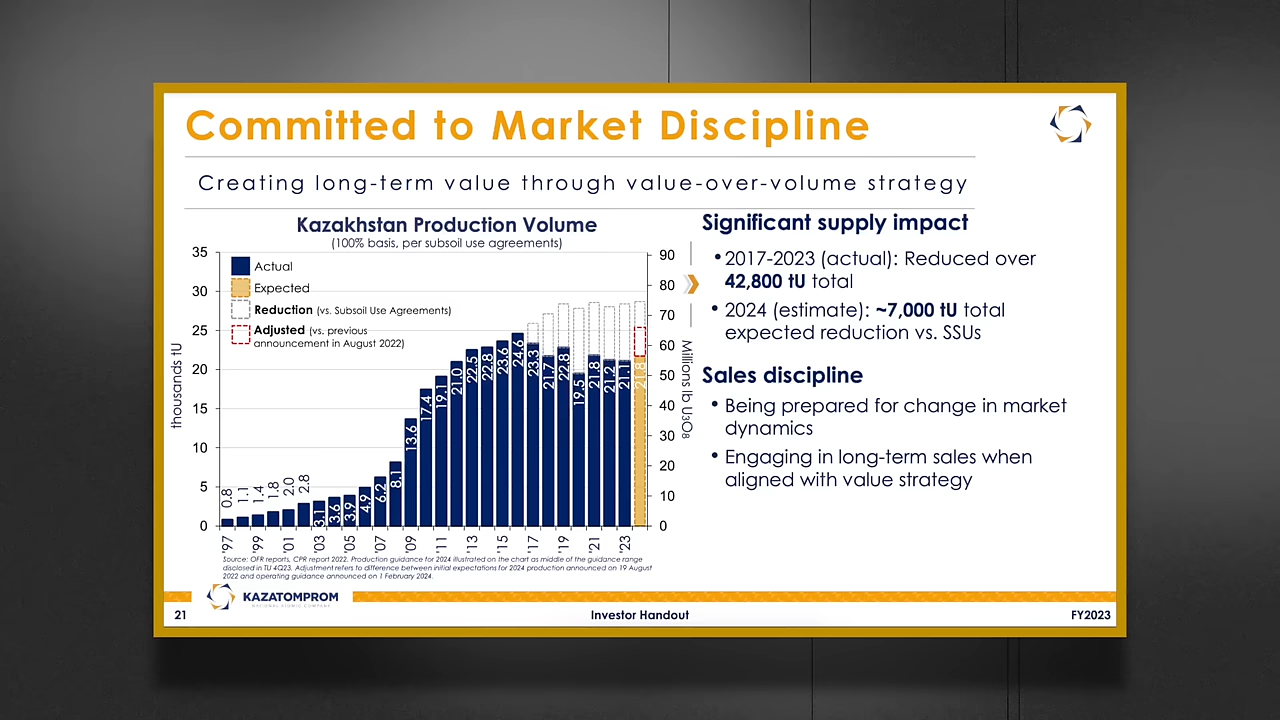 Committed to Market Discipline
Creating long-term value through value-over-volume strategy
Kazakhstan Production Volume
(100% basis, per subsoil use agreements)
Actual
Expected
Reduction (vs. Subsoil Use Agreements)
Adjusted (vs. previous
announcement in August 2022)
thousands tU
35
30
25
20
15
10
5
0
0.8
1.1
1.4
1.8
2.0
2.8
3.1
3.6
3.9
4.9
6.2
8.1
13.6
17.4
19.1
21.0
22.5
22.8
23.6
24.6
23.3
21.7
22.8
19.5
21.8
21.2
21.1
21.8
'97
'99
'01
'03
'05
'07
'09
'11
'13
'15
'17
'19
'21
'23
90
80
70
60
50
40
30
20
10
0
Millions lb U3O8
Source: OFR reports, CPR report 2022. Production guidance for 2024 illustrated on the chart as middle of the guidance range
disclosed in TU 4Q23. Adjustment refers to difference between initial expectations for 2024 production announced on 19 August
2022 and operating guidance announced on 1 February 2024.
Significant supply impact
• 2017-2023 (actual): Reduced over
42,800 tU total
• 2024 (estimate): ~7,000 tU total
expected reduction vs. SSUs
Sales discipline
• Being prepared for change in market
dynamics
• Engaging in long-term sales when
aligned with value strategy
KAZATOMPROM
NATIONAL ATOMIC COMPANY
21
Investor Handout
FY2023